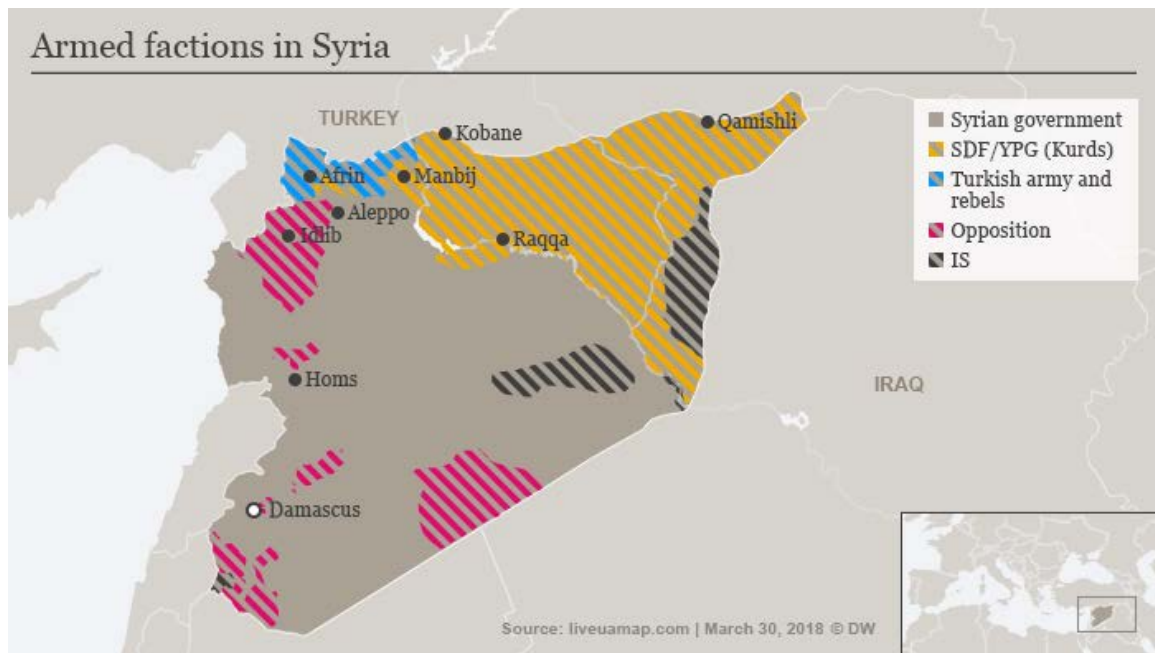 Armed factions in Syria
TURKEY
Kobane
Qamishli
Afrin
Manbij
Aleppo
Idlib
Raqqa
Homs
IRAQ
Damascus
Syrian government
SDF/YPG (Kurds)
Turkish army and
rebels
Opposition
IS
Source: liveuamap.com | March 30, 2018 © DW